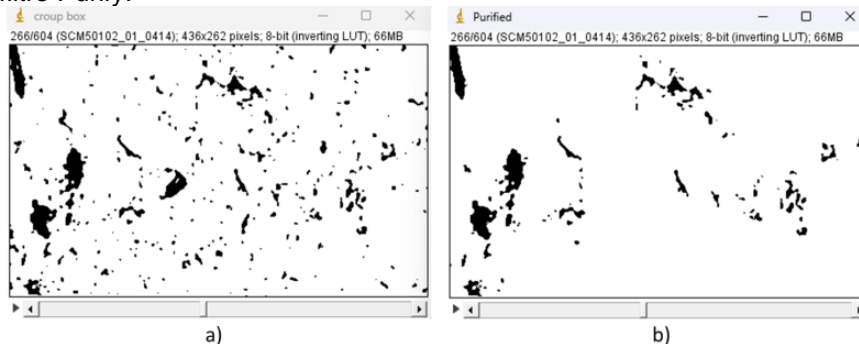 croup box
Purified
266/604 (SCM50102_01_0414); 436x262 pixels; 8-bit (inverting LUT); 66MB
266/604 (SCM50102_01_0414); 436x262 pixels; 8-bit (inverting LUT); 66MB
a)
b)